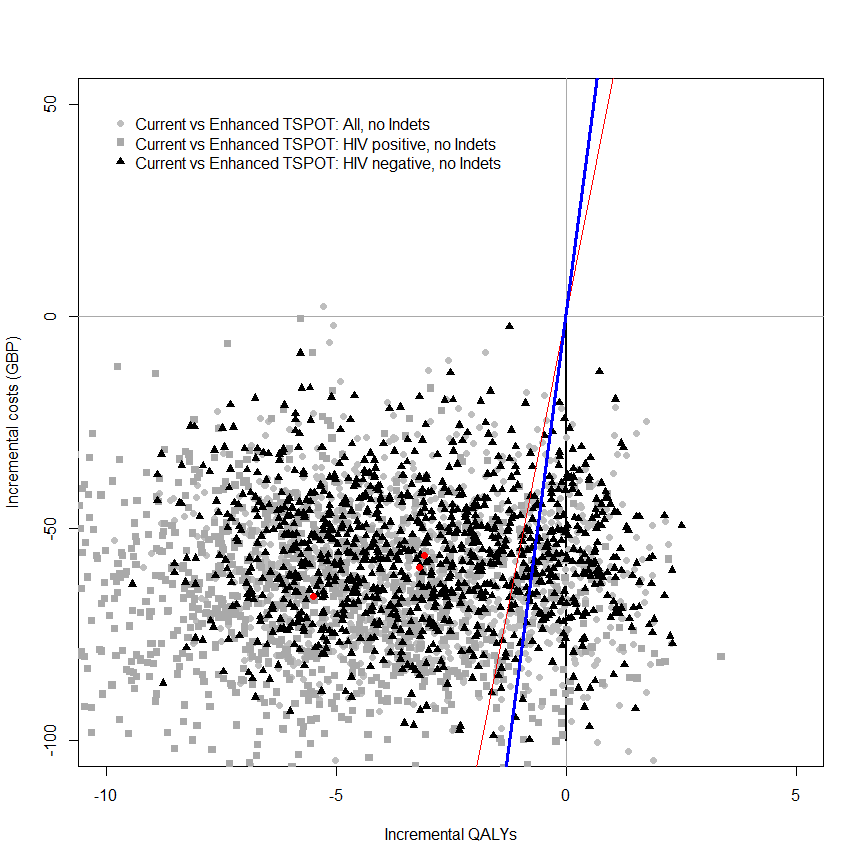 50
Current vs Enhanced TSPOT: All, no Indets
Current vs Enhanced TSPOT: HIV positive, no Indets
Current vs Enhanced TSPOT: HIV negative, no Indets
0
Incremental costs (GBP)
-50
-100
-10 -5 0 5
Incremental QALYs